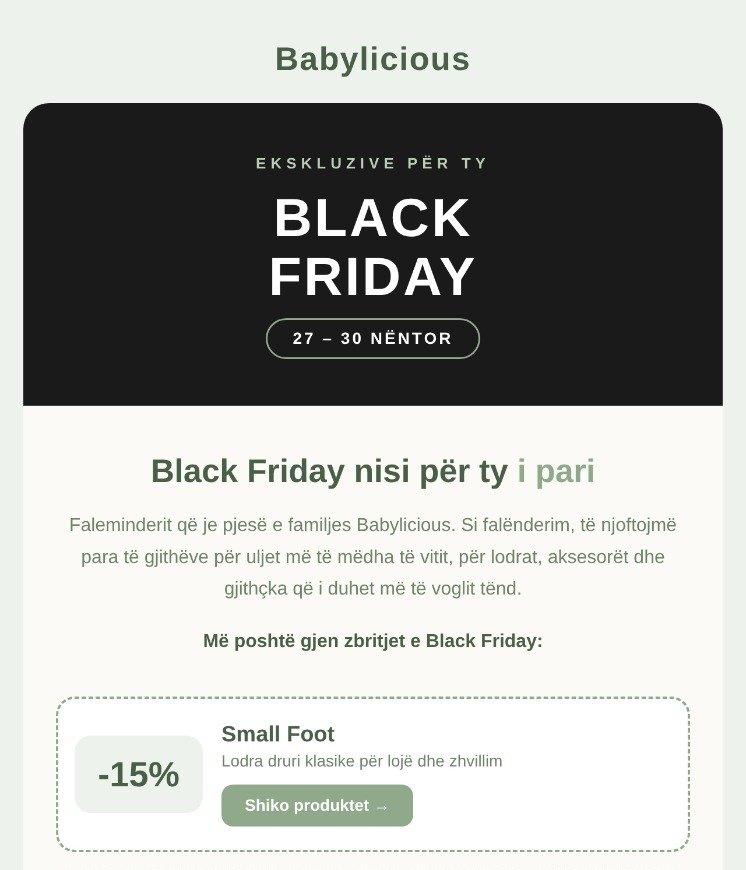 Babylicious
EKSKLUZIVE PËR TY
BLACK
FRIDAY
27 – 30 NËNTOR
Black Friday nisi për ty i pari
Faleminderit që je pjesë e familjes Babylicious. Si falënderim, të njoftojmë
para të gjithëve për uljet më të mëdha të vitit, për lodrat, aksesorët dhe
gjithçka që i duhet më të voglit tënd.
Më poshtë gjen zbritjet e Black Friday:
-15%
Small Foot
Lodra druri klasike për lojë dhe zhvillim
Shiko produktet →